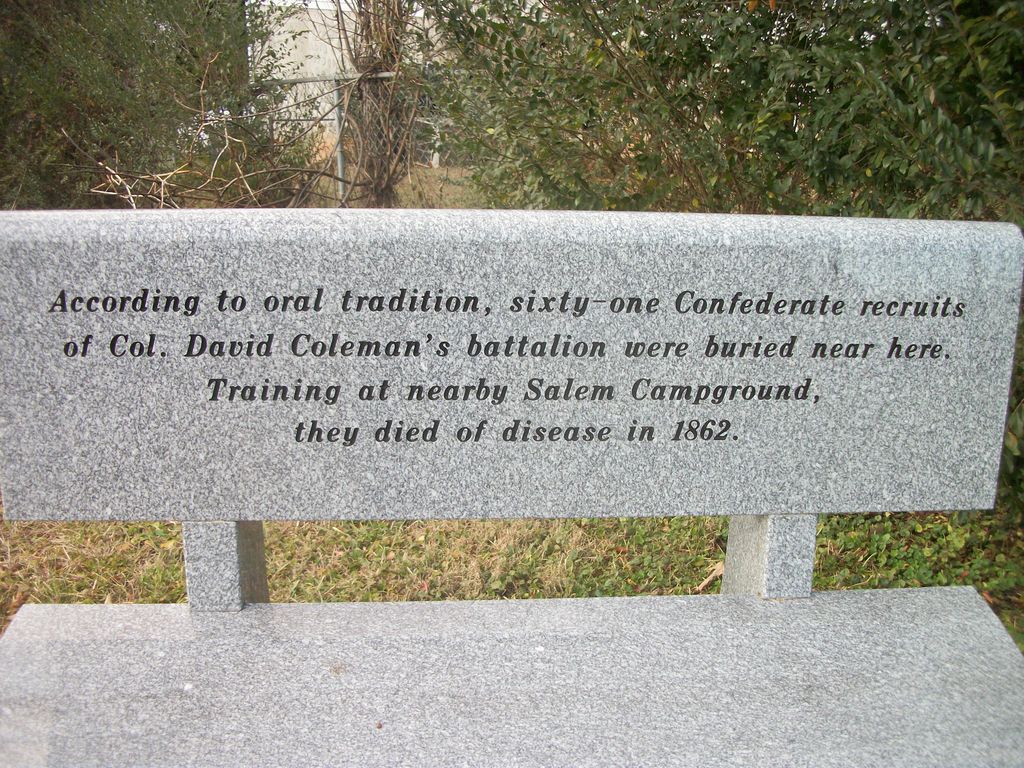 According to oral tradition, sixty-one Confederate recruits
of Col. David Coleman's battalion were buried near here.
Training at nearby Salem Campground,
they died of disease in 1862.